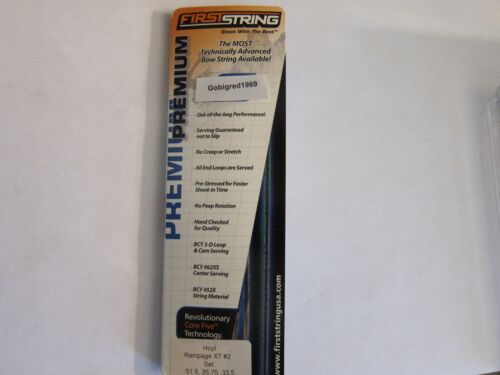 FIRSTSTRING
Shoot With The Best™
The MOST
Technically Advanced
Bow String Available!
Gobigred1969
PREMIUM
PREMIUM
Out-of-the-bag Performance!
Serving Guaranteed
not to Slip
No Creep or Stretch
All End Loops are Served
Pre-Stressed for Faster
Shoot-in Time
No Peep Rotation
Hand Checked
for Quality
BCY 3-D Loop
& Cam Serving
BCY #62XS
Center Serving
BCY 452X
String Material
Revolutionary
Core Five™
Technology.
www.firststringusa.com
Hoyt
Rampage XT #2
Set:
51.5, 35.75, 33.5